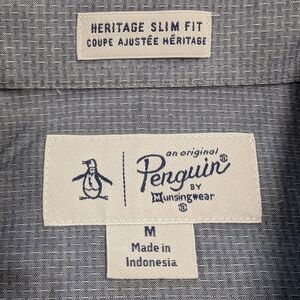 HERITAGE SLIM FIT
COUPE AJUSTÉE HÉRITAGE
an original
Penguin®
BY
Munsingwear
®
M
Made in
Indonesia